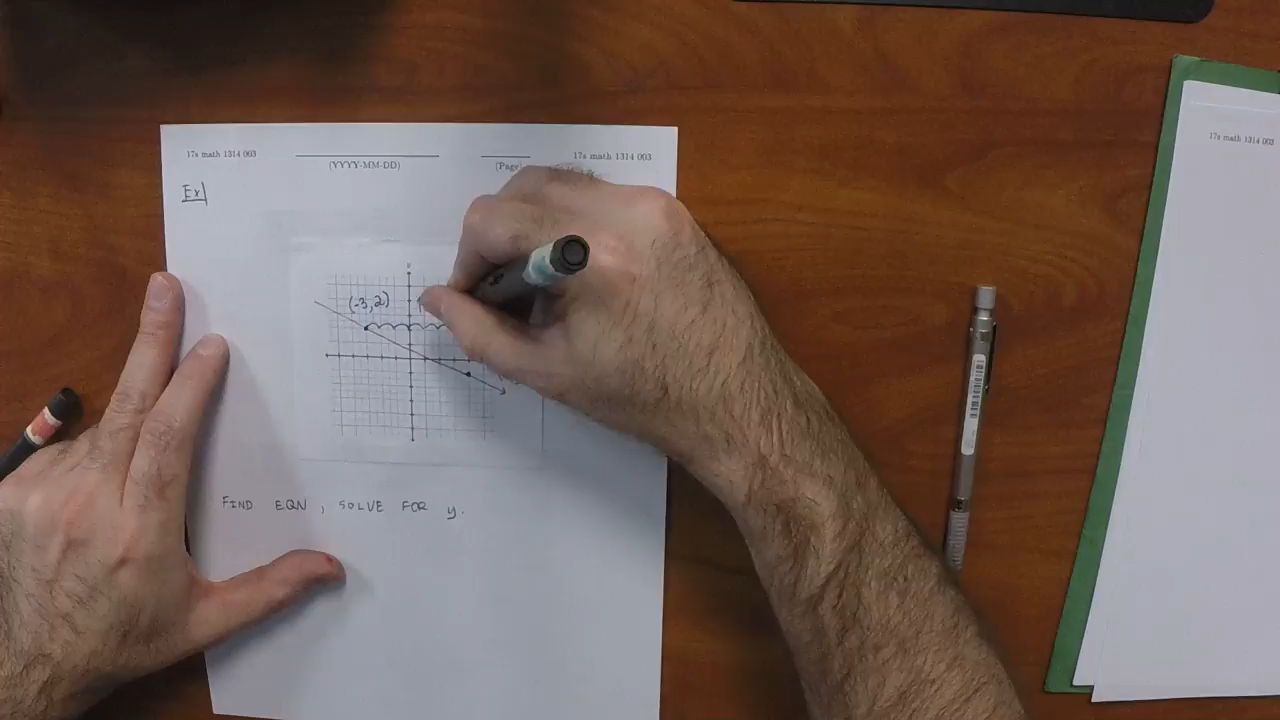 17s math 1314 003
17s math 1314 003
(YYYY-MM-DD)
(Page)
Ex1
(-3,2)
FIND EQN, SOLVE FOR y.
17s math 1314 003